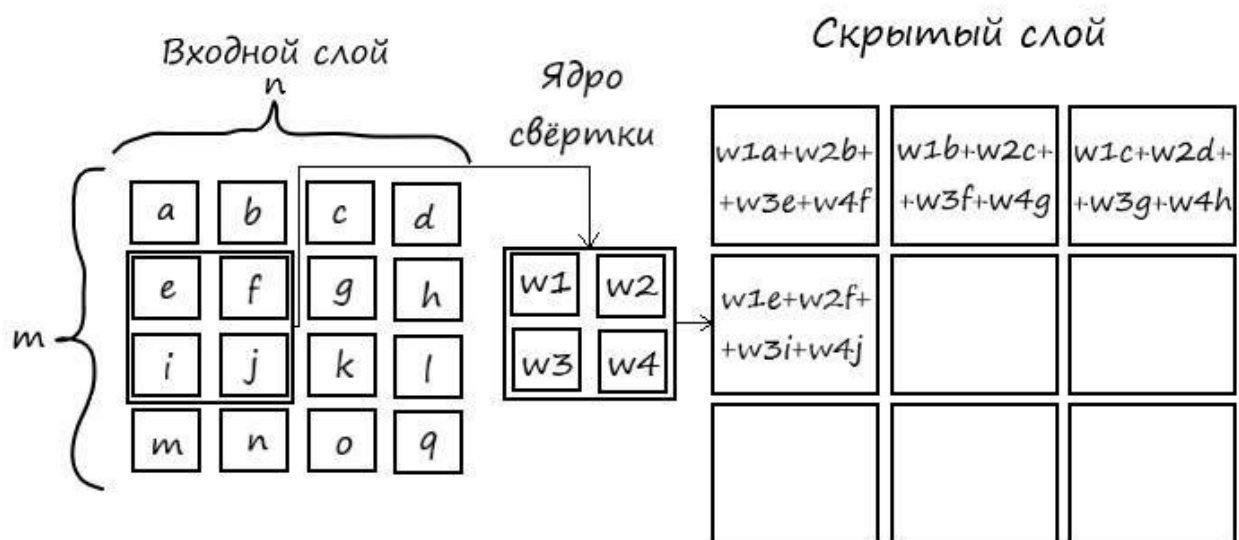 Скрытый слой
Входной слой
n
Ядро
свёртки
m
a b c d
e f g h
i j k l
m n o q
w1 w2
w3 w4
w1a+w2b+
+w3e+w4f
w1b+w2c+
+w3f+w4g
w1c+w2d+
+w3g+w4h
w1e+w2f+
+w3i+w4j